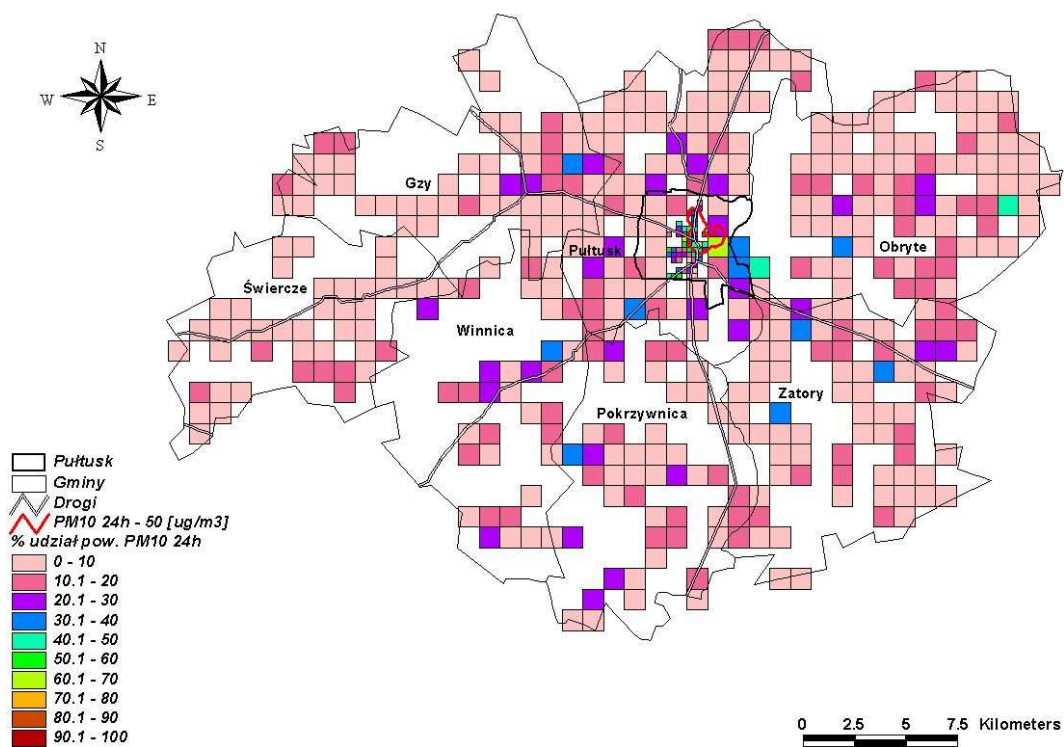 N
W E
S
Gzy
Pułtusk
Obryte
Świercze
Winnica
Zatory
Pokrzywnica
Pułtusk
Gminy
Drogi
PM10 24h - 50 [ug/m3]
% udział pow. PM10 24h
0 - 10
10.1 - 20
20.1 - 30
30.1 - 40
40.1 - 50
50.1 - 60
60.1 - 70
70.1 - 80
80.1 - 90
90.1 - 100
0 2.5 5 7.5 Kilometers